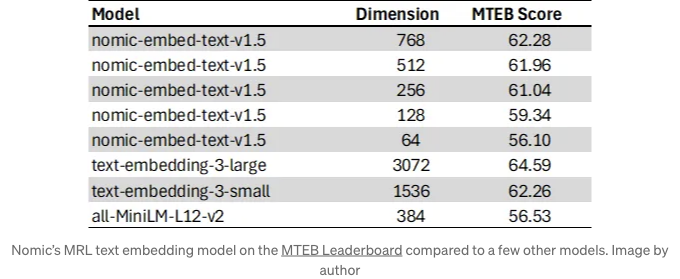 Model Dimension MTEB Score
nomic-embed-text-v1.5 768 62.28
nomic-embed-text-v1.5 512 61.96
nomic-embed-text-v1.5 256 61.04
nomic-embed-text-v1.5 128 59.34
nomic-embed-text-v1.5 64 56.10
text-embedding-3-large 3072 64.59
text-embedding-3-small 1536 62.26
all-MiniLM-L12-v2 384 56.53
Nomic's MRL text embedding model on the MTEB Leaderboard compared to a few other models. Image by
author